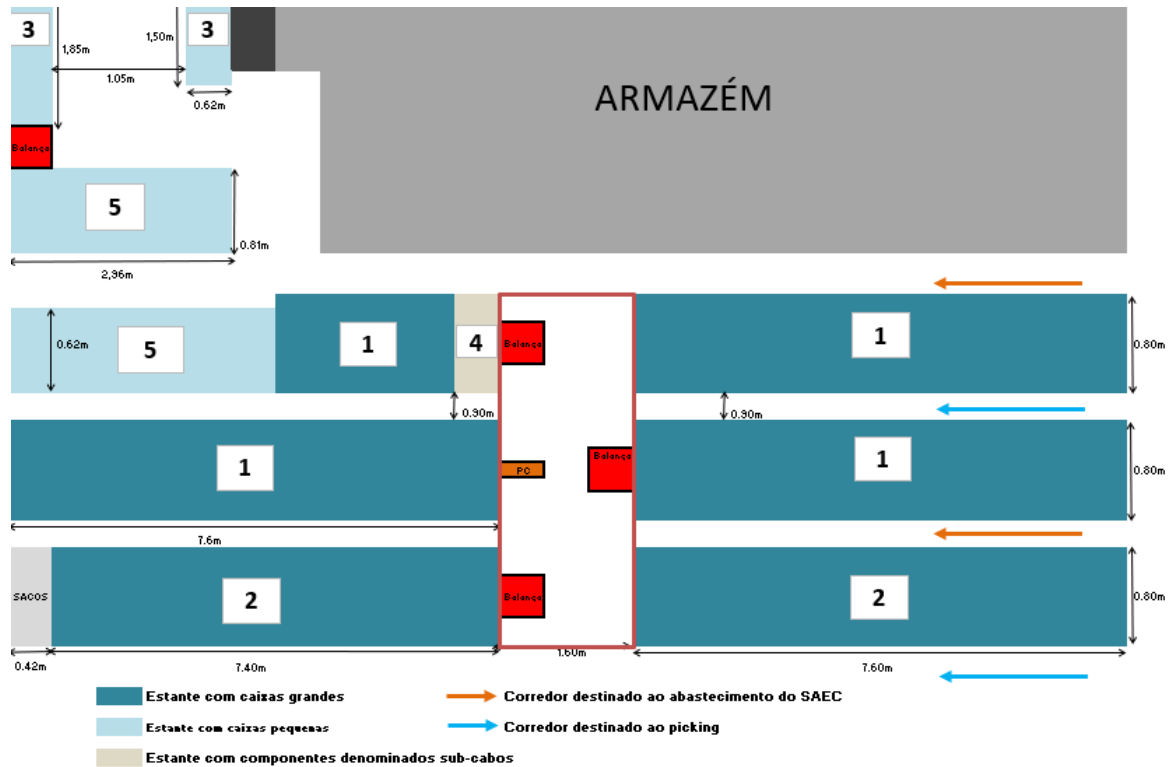 3
3
1,85m
1,50m
1.05m
0.62m
ARMAZÉM
Balança
5
0.81m
2,96m
0.62m
5
1
4
Balança
1
0.80m
0.90m
0.90m
1
PC
Balança
1
0.80m
7.6m
SACOS
2
Balança
2
0.80m
0.42m
7.40m
1.60m
7.60m
Estante com caixas grandes
Corredor destinado ao abastecimento do SAEC
Estante com caixas pequenas
Corredor destinado ao picking
Estante com componentes denominados sub-cabos